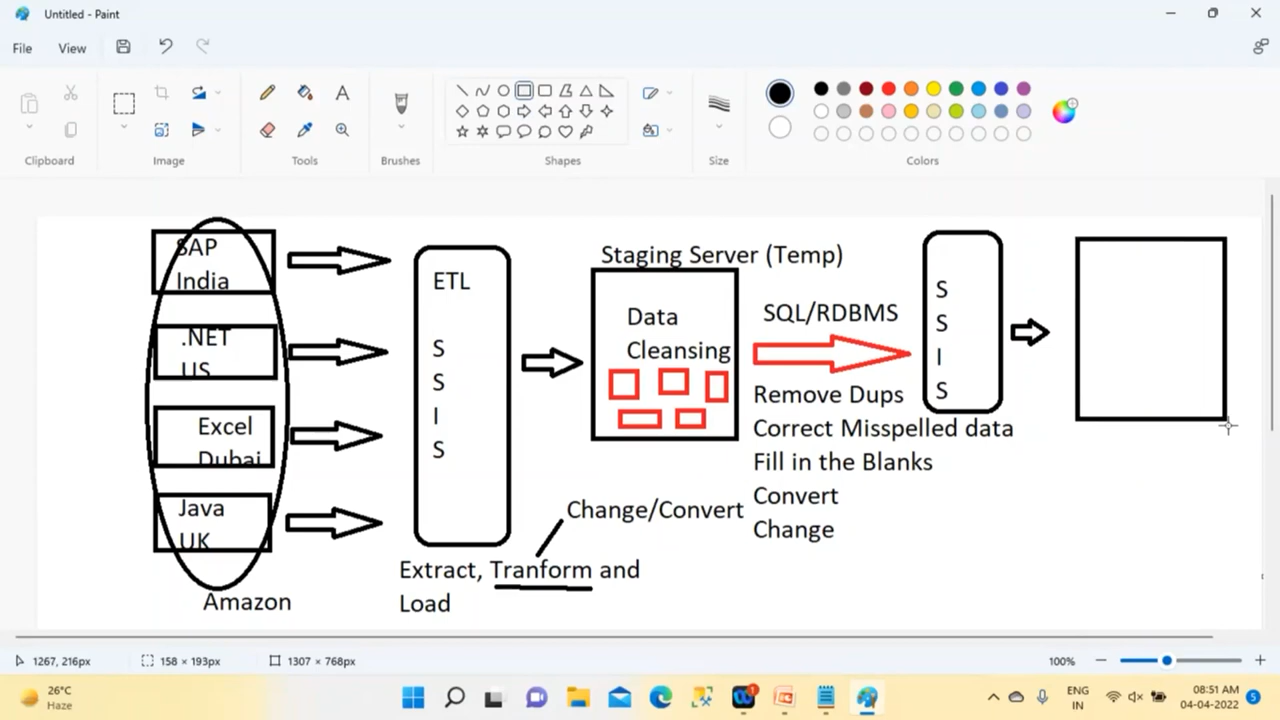 Untitled - Paint
File View
Clipboard
Image
Tools
Brushes
Shapes
Size
Colors
SAP
India
.NET
US
Excel
Dubai
Java
UK
Amazon
ETL
S
S
I
S
Extract, Tranform and
Load
Change/Convert
Staging Server (Temp)
Data
Cleansing
SQL/RDBMS
Remove Dups
Correct Misspelled data
Fill in the Blanks
Convert
Change
S
S
I
S
1267, 216px
158 × 193px
1307 × 768px
100%
26°C
Haze
1
ENG
IN
08:51 AM
04-04-2022
5